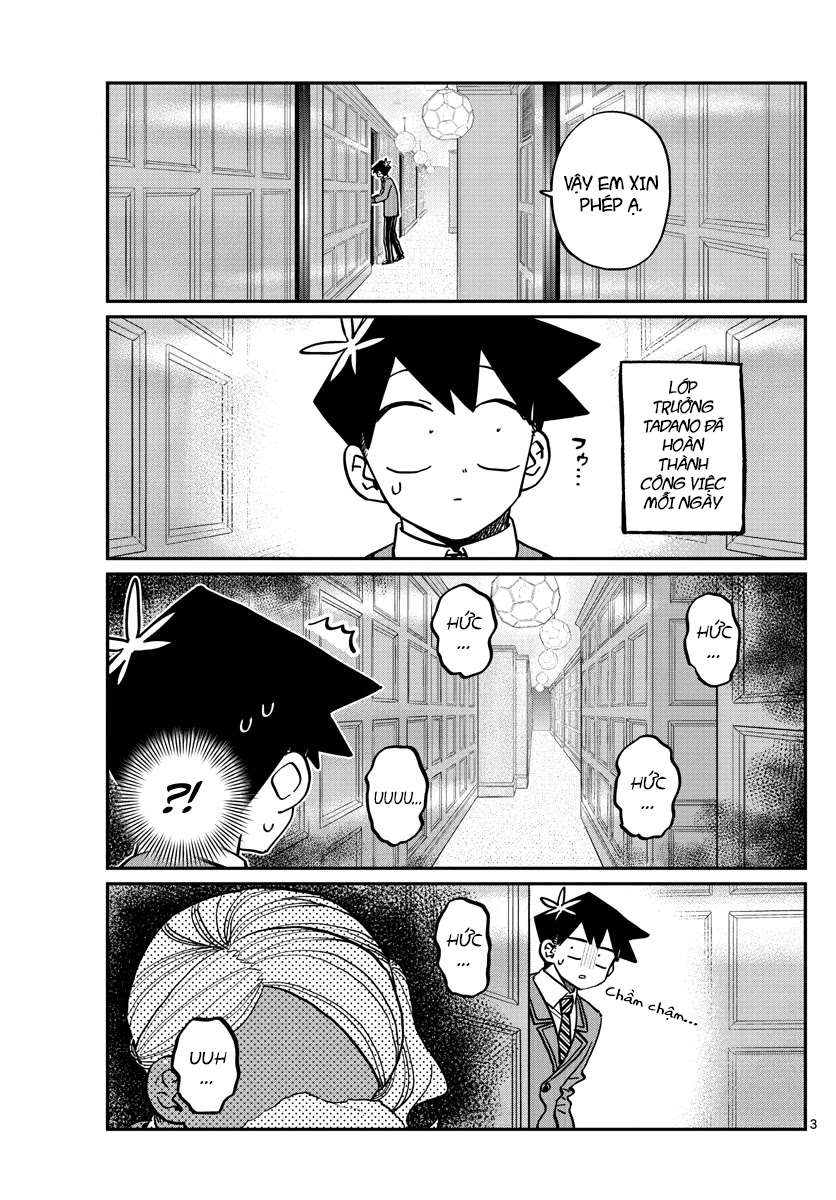 VẬY EM XIN
PHÉP Ạ.
LỚP
TRƯỞNG
TADANO ĐÃ
HOÀN
THÀNH
CÔNG VIỆC
MỖI NGÀY
フゥ…
HỨC
...
HỨC
...
HỨC
...
UUUU...
?!
Chầm chậm...
HỨC
...
UUH
...
3